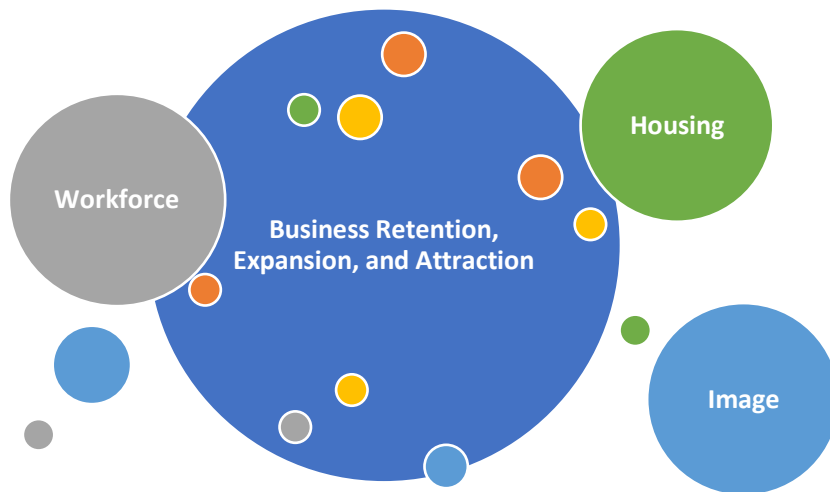 Housing
Workforce
Business Retention,
Expansion, and Attraction
Image